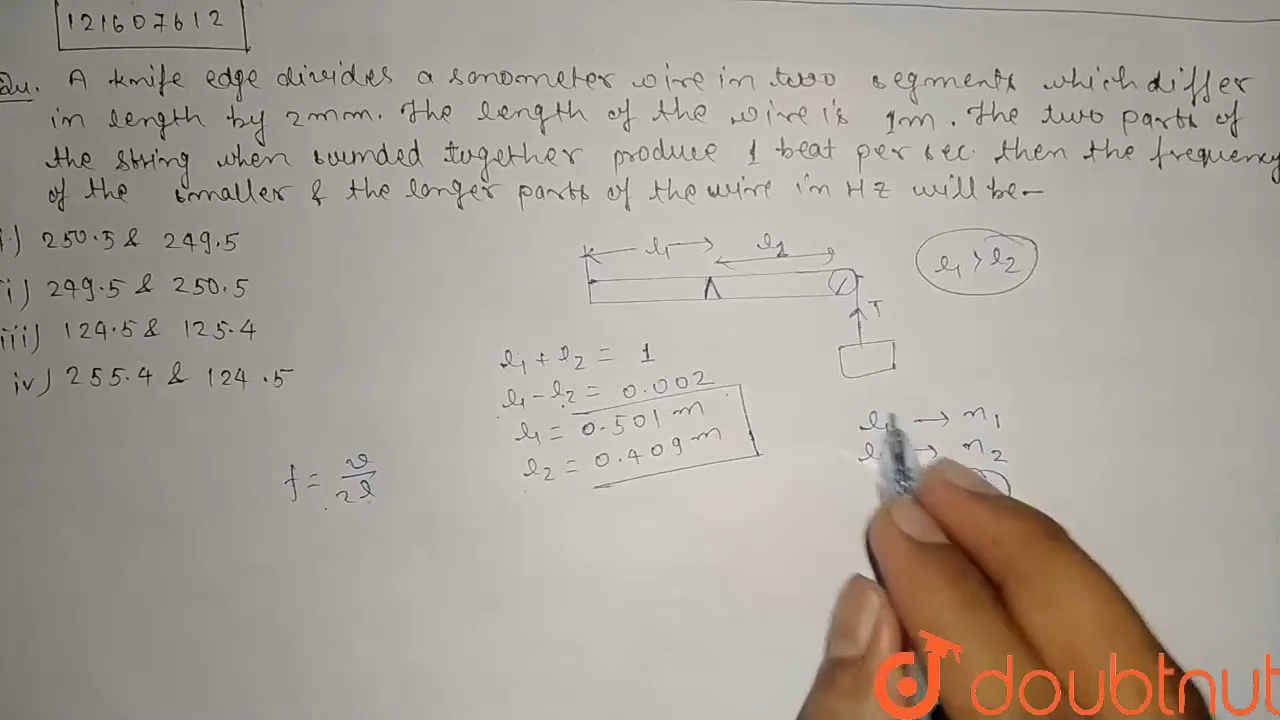 121607612
Qu. A knife edge divides a sonometer wire in two segments which differ
in length by 2mm. The length of the wire is 1m. The two parts of
the string when sounded together produce 1 beat per sec. then the frequency
of the smaller & the longer parts of the wire in HZ will be-
i) 250.5 & 249.5
i) 249.5 & 250.5
iii) 124.5 & 125.4
iv) 255.4 & 124.5
l1 l2
l1 > l2
T
l1 + l2 = 1
l1 - l2 = 0.002
l1 = 0.501 m
l2 = 0.409 m
f = v/2l
l → n1
l → n2
doubtnut